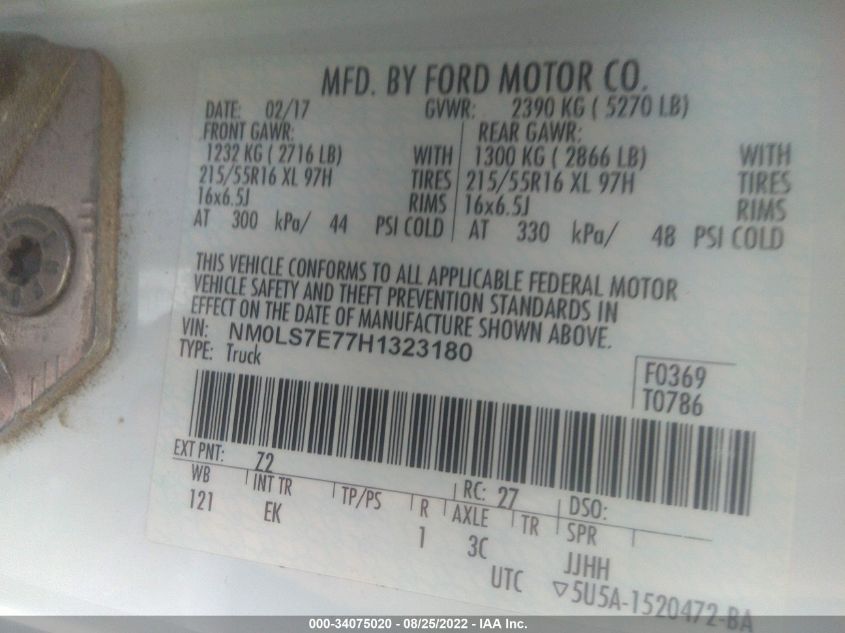 MFD. BY FORD MOTOR CO.
DATE: 02/17 GVWR: 2390 KG ( 5270 LB)
FRONT GAWR: REAR GAWR:
1232 KG ( 2716 LB) WITH 1300 KG ( 2866 LB) WITH
215/55R16 XL 97H TIRES 215/55R16 XL 97H TIRES
16x6.5J RIMS 16x6.5J RIMS
AT 300 kPa/ 44 PSI COLD AT 330 kPa/ 48 PSI COLD
THIS VEHICLE CONFORMS TO ALL APPLICABLE FEDERAL MOTOR
VEHICLE SAFETY AND THEFT PREVENTION STANDARDS IN
EFFECT ON THE DATE OF MANUFACTURE SHOWN ABOVE.
VIN: NM0LS7E77H1323180
TYPE: Truck
F0369
T0786
EXT PNT: Z2 RC: 27 DSO:
WB INT TR TP/PS R AXLE TR SPR
121 EK 1 3C JJHH
UTC ▽5U5A-1520472-BA
000-34075020 - 08/25/2022 - IAA Inc.